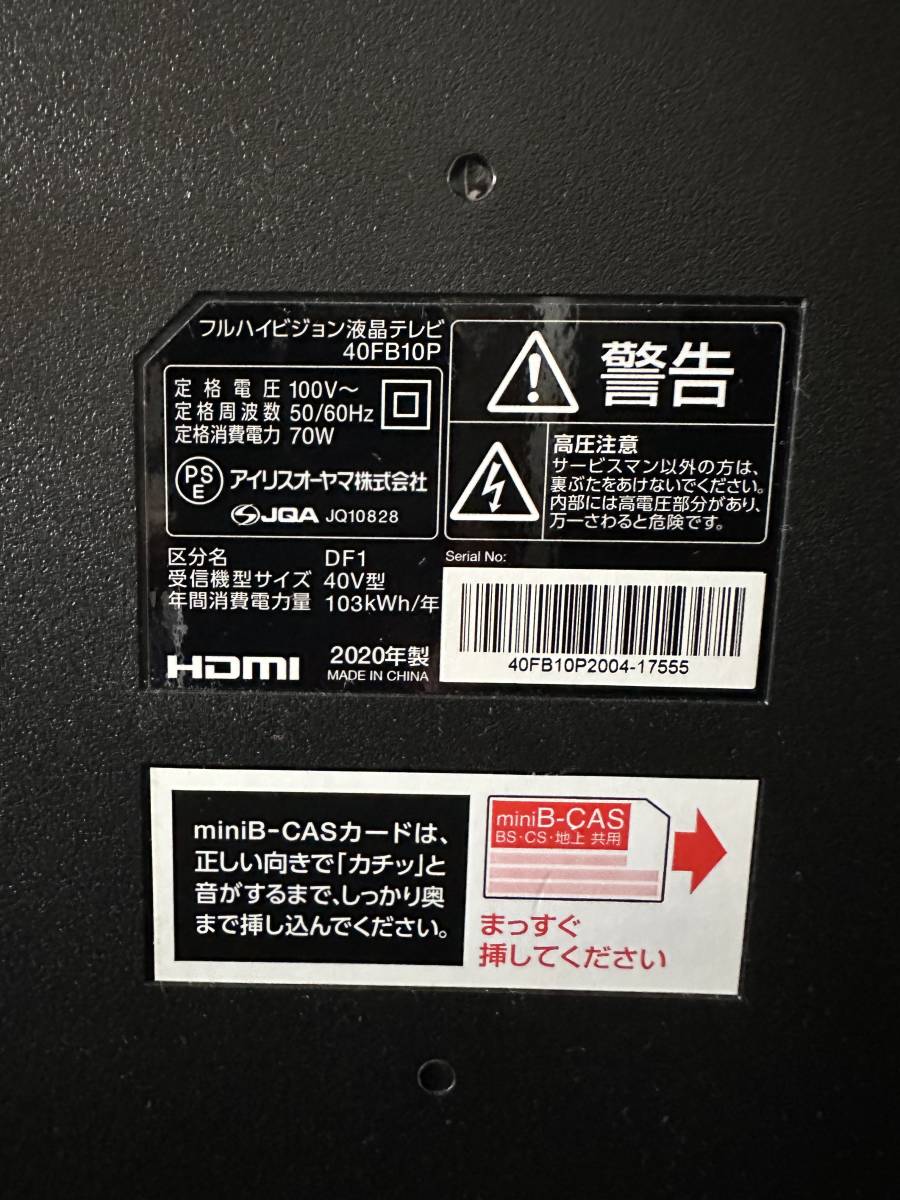 フルハイビジョン液晶テレビ
40FB10P
定格電圧 100V～
定格周波数 50/60Hz
定格消費電力 70W
PS
E
アイリスオーヤマ株式会社
JQA JQ10828
区分名 DF1
受信機型サイズ 40V型
年間消費電力量 103kWh/年
HDMI
2020年製
MADE IN CHINA
警告
高圧注意
サービスマン以外の方は、
裏ぶたをあけないでください。
内部には高電圧部分があり、
万一さわると危険です。
Serial No:
40FB10P2004-17555
miniB-CASカードは、
正しい向きで「カチッ」と
音がするまで、しっかり奥
まで挿し込んでください。
miniB-CAS
BS・CS・地上 共用
まっすぐ
挿してください